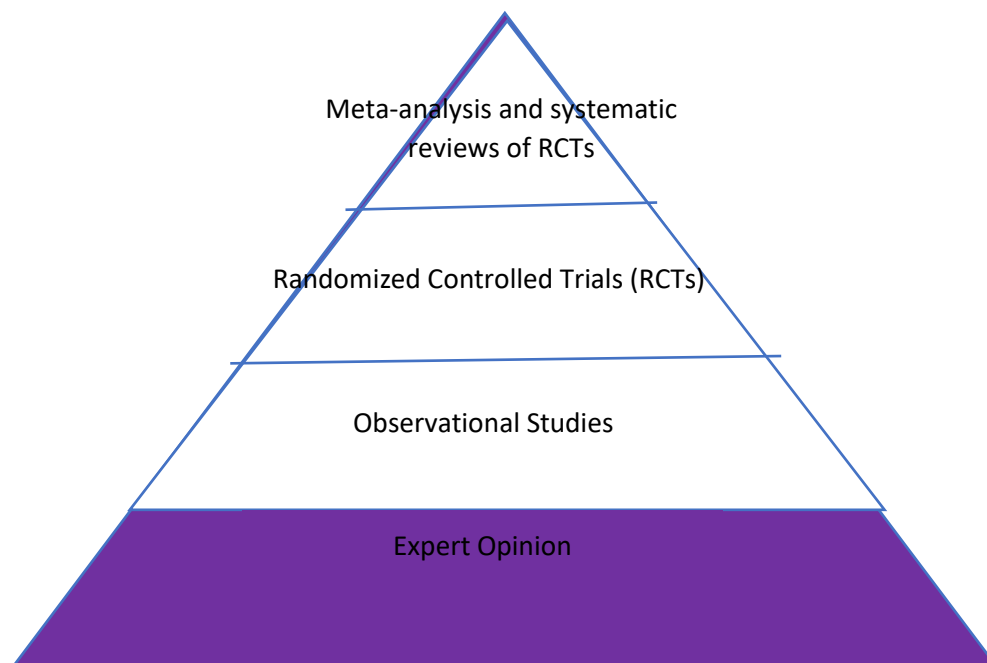 Meta-analysis and systematic
reviews of RCTs
Randomized Controlled Trials (RCTs)
Observational Studies
Expert Opinion